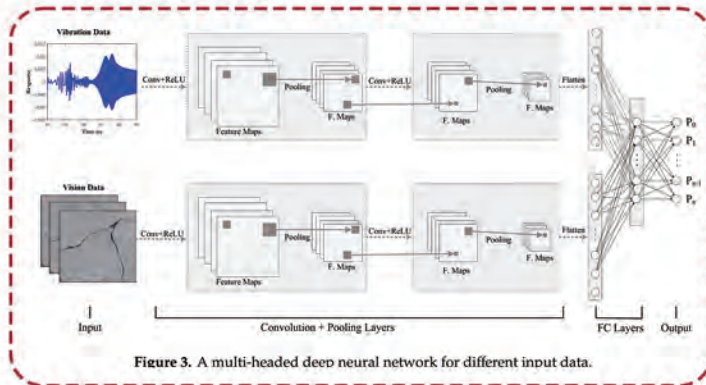 Vibration Data
Response
Time (s)
Conv+ReLU
Feature Maps
Pooling
F. Maps
Conv+ReLU
F. Maps
Pooling
F. Maps
Flatten
P₀
P₁
Pₙ
Vision Data
Conv+ReLU
Feature Maps
Pooling
F. Maps
Conv+ReLU
F. Maps
Pooling
F. Maps
Flatten
Input
Convolution + Pooling Layers
FC Layers
Output
Figure 3. A multi-headed deep neural network for different input data.